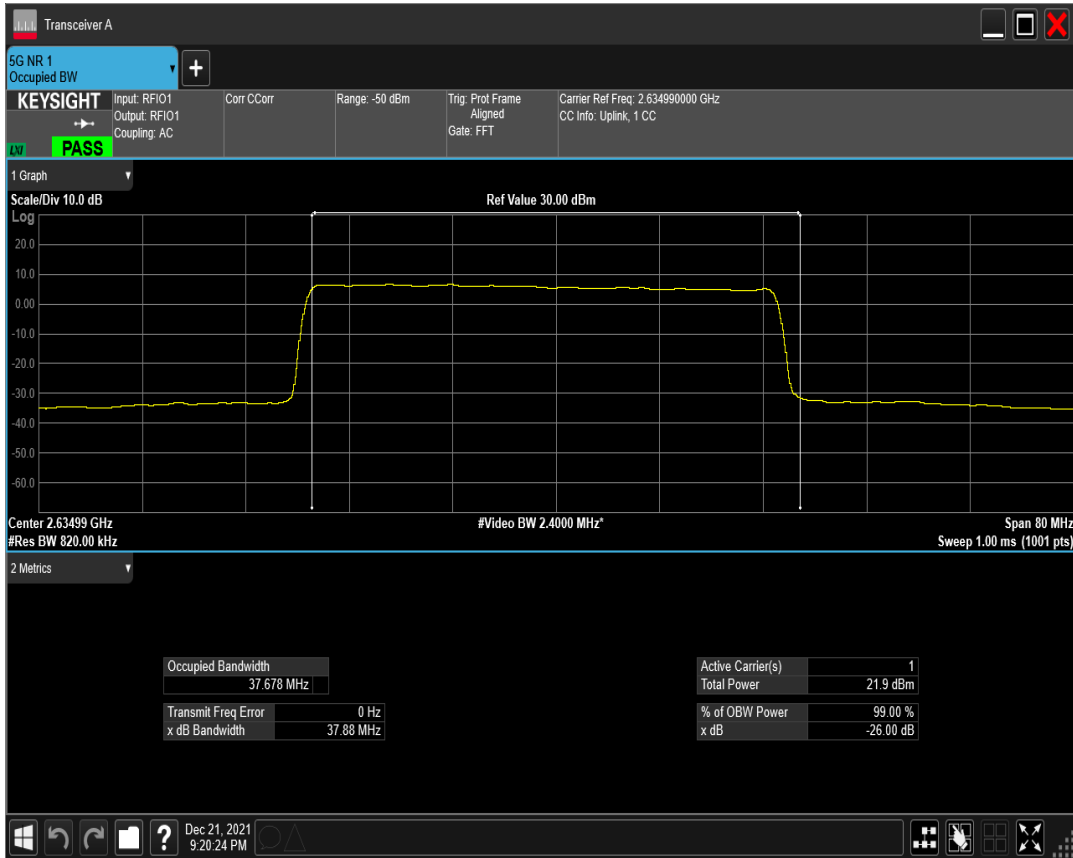 Transceiver A
5G NR 1
Occupied BW
KEYSIGHT
LXI
PASS
Input: RFIO1
Output: RFIO1
Coupling: AC
Corr CCorr
Range: -50 dBm
Trig: Prot Frame
Aligned
Gate: FFT
Carrier Ref Freq: 2.634990000 GHz
CC Info: Uplink, 1 CC
1 Graph
Scale/Div 10.0 dB
Ref Value 30.00 dBm
Log
20.0
10.0
0.00
-10.0
-20.0
-30.0
-40.0
-50.0
-60.0
Center 2.63499 GHz
#Video BW 2.4000 MHz*
Span 80 MHz
#Res BW 820.00 kHz
Sweep 1.00 ms (1001 pts)
2 Metrics
Occupied Bandwidth
37.678 MHz
Transmit Freq Error 0 Hz
x dB Bandwidth 37.88 MHz
Active Carrier(s) 1
Total Power 21.9 dBm
% of OBW Power 99.00 %
x dB -26.00 dB
?
Dec 21, 2021
9:20:24 PM